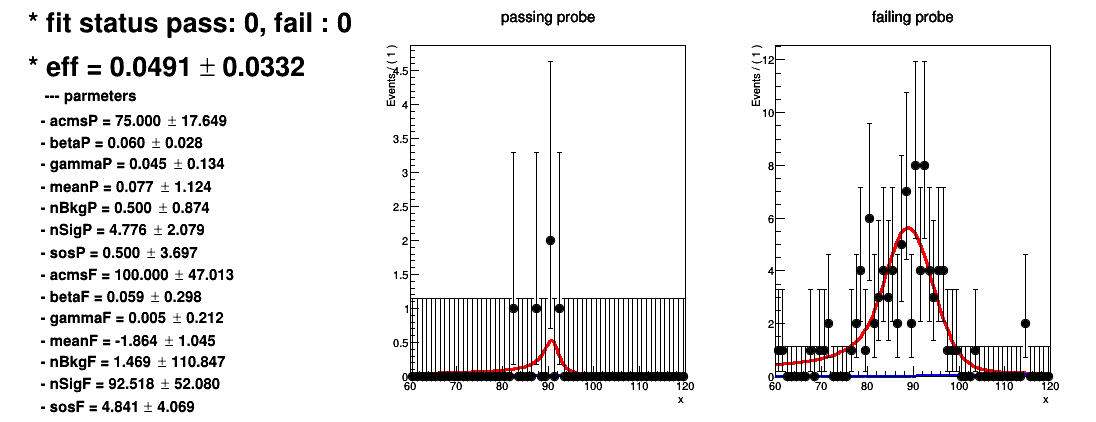 * fit status pass: 0, fail : 0
* eff = 0.0491 ± 0.0332
--- parmeters
- acmsP = 75.000 ± 17.649
- betaP = 0.060 ± 0.028
- gammaP = 0.045 ± 0.134
- meanP = 0.077 ± 1.124
- nBkgP = 0.500 ± 0.874
- nSigP = 4.776 ± 2.079
- sosP = 0.500 ± 3.697
- acmsF = 100.000 ± 47.013
- betaF = 0.059 ± 0.298
- gammaF = 0.005 ± 0.212
- meanF = -1.864 ± 1.045
- nBkgF = 1.469 ± 110.847
- nSigF = 92.518 ± 52.080
- sosF = 4.841 ± 4.069
passing probe
Events / ( 1 )
4.5
4
3.5
3
2.5
2
1.5
1
0.5
0
60 70 80 90 100 110 120
x
failing probe
Events / ( 1 )
12
10
8
6
4
2
0
60 70 80 90 100 110 120
x